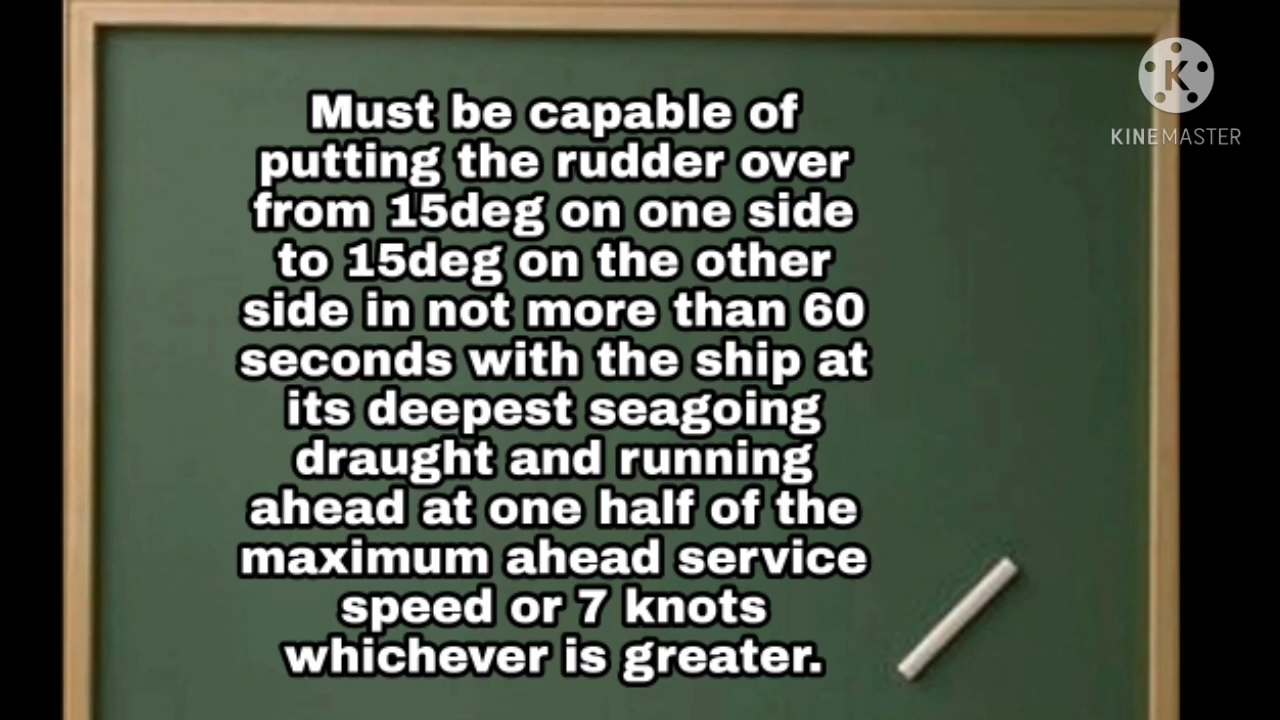 Must be capable of
putting the rudder over
from 15deg on one side
to 15deg on the other
side in not more than 60
seconds with the ship at
its deepest seagoing
draught and running
ahead at one half of the
maximum ahead service
speed or 7 knots
whichever is greater.
K
KINEMASTER